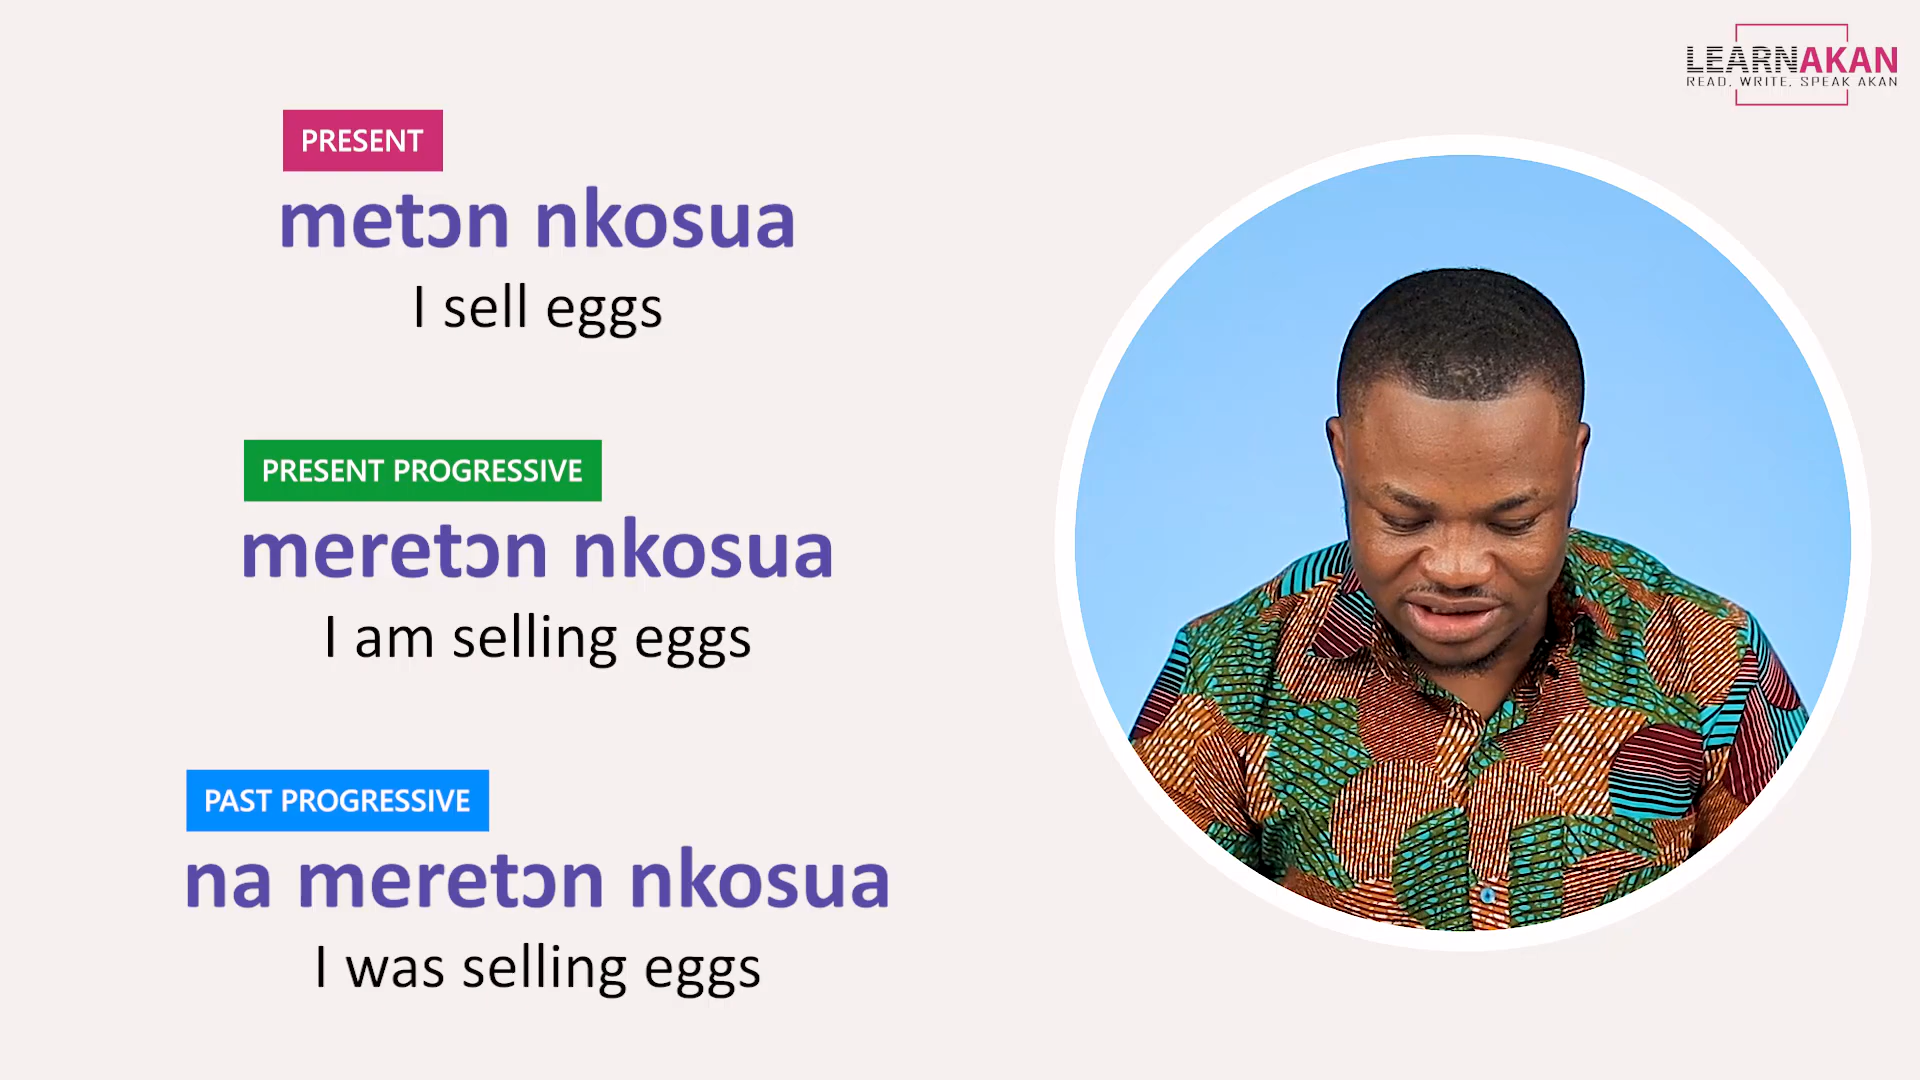 LEARNAKAN
READ. WRITE. SPEAK AKAN
PRESENT
metɔn nkosua
I sell eggs
PRESENT PROGRESSIVE
meretɔn nkosua
I am selling eggs
PAST PROGRESSIVE
na meretɔn nkosua
I was selling eggs